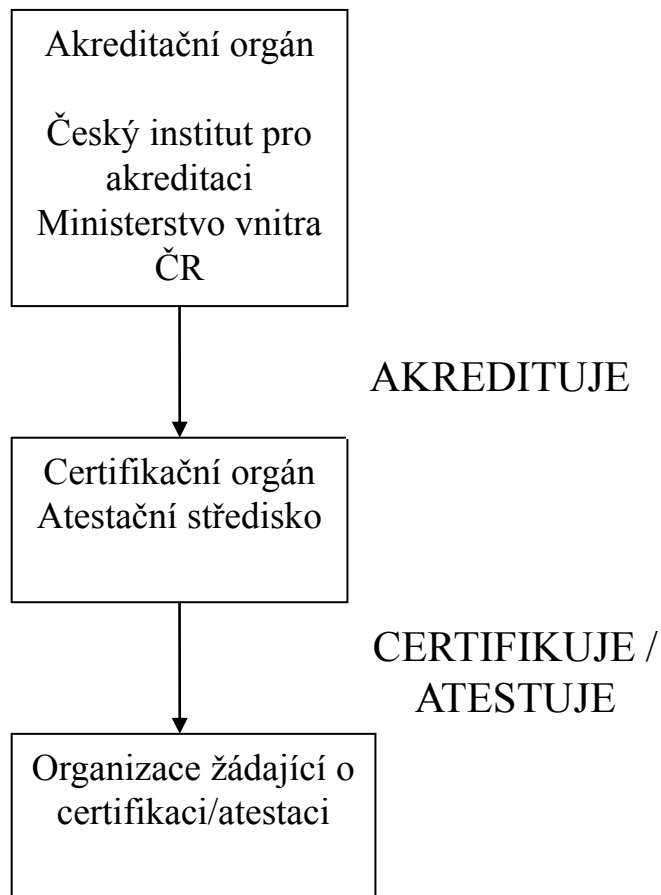 Akreditační orgán
Český institut pro
akreditaci
Ministerstvo vnitra
ČR
AKREDITUJE
Certifikační orgán
Atestační středisko
CERTIFIKUJE /
ATESTUJE
Organizace žádající o
certifikaci/atestaci